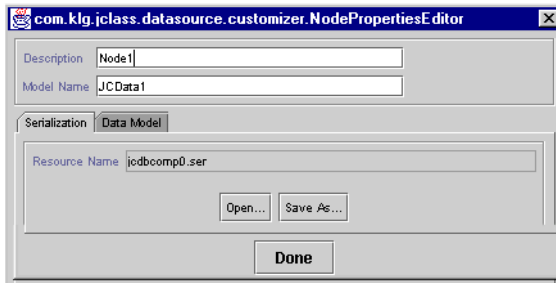 com.klg.jclass.datasource.customizer.NodePropertiesEditor
Description Node1
Model Name JCData1
Serialization Data Model
Resource Name jcdbcomp0.ser
Open... Save As...
Done